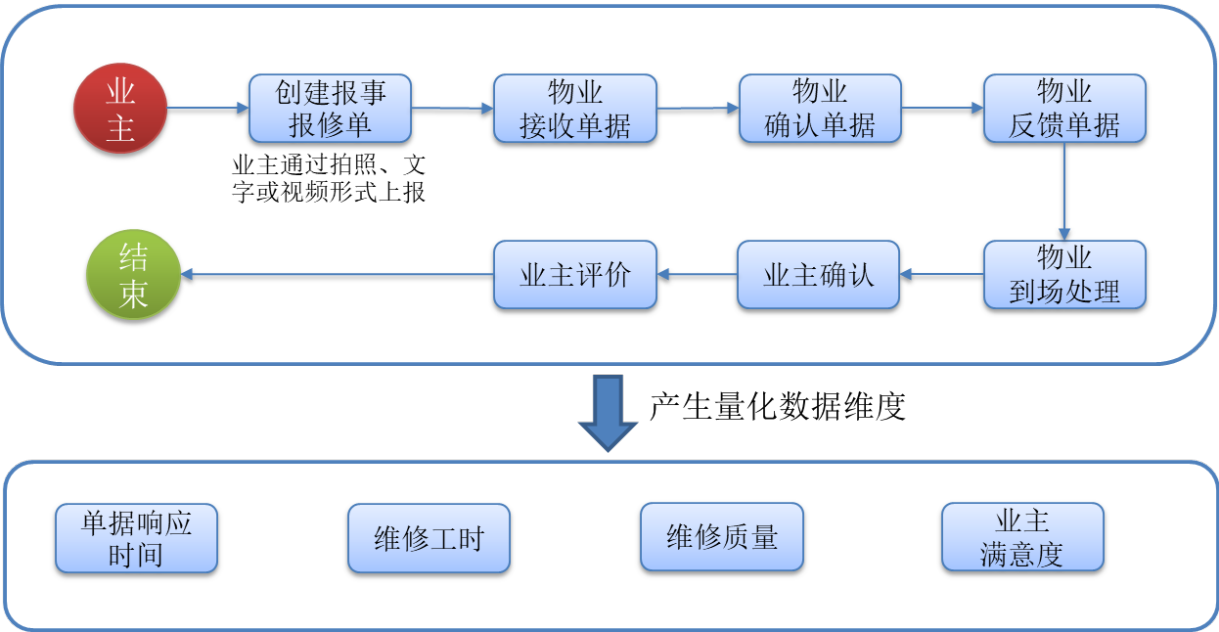 业
主
创建报事
报修单
物业
接收单据
物业
确认单据
物业
反馈单据
业主通过拍照、文
字或视频形式上报
结
束
业主评价
业主确认
物业
到场处理
产生量化数据维度
单据响应
时间
维修工时
维修质量
业主
满意度